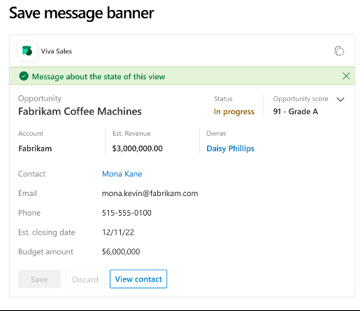 Save message banner
Viva Sales
Message about the state of this view
Opportunity Status Opportunity score
Fabrikam Coffee Machines In progress 91 - Grade A
Account Est. Revenue Owner
Fabrikam $3,000,000.00 Daisy Phillips
Contact Mona Kane
Email mona.kevin@fabrikam.com
Phone 515-555-0100
Est. closing date 12/11/22
Budget amount $6,000,000
Save Discard View contact